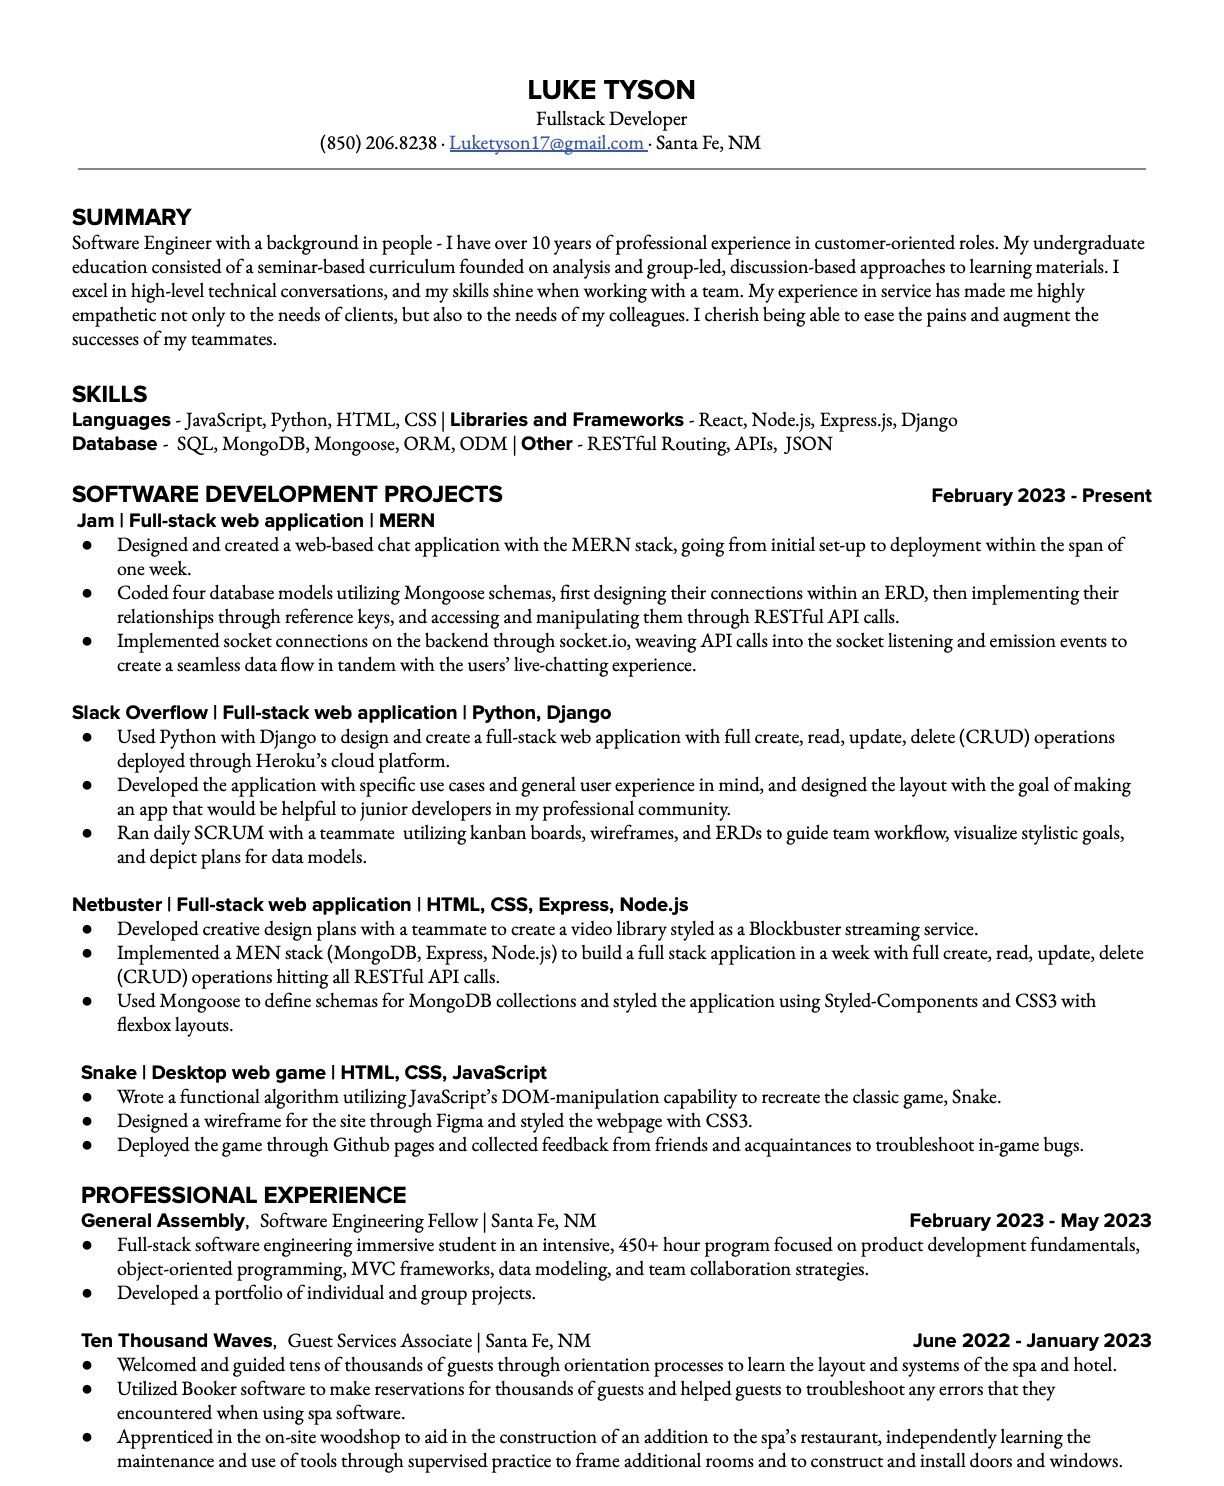 LUKE TYSON
Fullstack Developer
(850) 206.8238 · Luketyson17@gmail.com · Santa Fe, NM
SUMMARY
Software Engineer with a background in people - I have over 10 years of professional experience in customer-oriented roles. My undergraduate
education consisted of a seminar-based curriculum founded on analysis and group-led, discussion-based approaches to learning materials. I
excel in high-level technical conversations, and my skills shine when working with a team. My experience in service has made me highly
empathetic not only to the needs of clients, but also to the needs of my colleagues. I cherish being able to ease the pains and augment the
successes of my teammates.
SKILLS
Languages - JavaScript, Python, HTML, CSS | Libraries and Frameworks - React, Node.js, Express.js, Django
Database - SQL, MongoDB, Mongoose, ORM, ODM | Other - RESTful Routing, APIs, JSON
SOFTWARE DEVELOPMENT PROJECTS February 2023 - Present
Jam | Full-stack web application | MERN
● Designed and created a web-based chat application with the MERN stack, going from initial set-up to deployment within the span of
one week.
● Coded four database models utilizing Mongoose schemas, first designing their connections within an ERD, then implementing their
relationships through reference keys, and accessing and manipulating them through RESTful API calls.
● Implemented socket connections on the backend through socket.io, weaving API calls into the socket listening and emission events to
create a seamless data flow in tandem with the users' live-chatting experience.
Slack Overflow | Full-stack web application | Python, Django
● Used Python with Django to design and create a full-stack web application with full create, read, update, delete (CRUD) operations
deployed through Heroku's cloud platform.
● Developed the application with specific use cases and general user experience in mind, and designed the layout with the goal of making
an app that would be helpful to junior developers in my professional community.
● Ran daily SCRUM with a teammate utilizing kanban boards, wireframes, and ERDs to guide team workflow, visualize stylistic goals,
and depict plans for data models.
Netbuster | Full-stack web application | HTML, CSS, Express, Node.js
● Developed creative design plans with a teammate to create a video library styled as a Blockbuster streaming service.
● Implemented a MEN stack (MongoDB, Express, Node.js) to build a full stack application in a week with full create, read, update, delete
(CRUD) operations hitting all RESTful API calls.
● Used Mongoose to define schemas for MongoDB collections and styled the application using Styled-Components and CSS3 with
flexbox layouts.
Snake | Desktop web game | HTML, CSS, JavaScript
● Wrote a functional algorithm utilizing JavaScript's DOM-manipulation capability to recreate the classic game, Snake.
● Designed a wireframe for the site through Figma and styled the webpage with CSS3.
● Deployed the game through Github pages and collected feedback from friends and acquaintances to troubleshoot in-game bugs.
PROFESSIONAL EXPERIENCE
General Assembly, Software Engineering Fellow | Santa Fe, NM February 2023 - May 2023
● Full-stack software engineering immersive student in an intensive, 450+ hour program focused on product development fundamentals,
object-oriented programming, MVC frameworks, data modeling, and team collaboration strategies.
● Developed a portfolio of individual and group projects.
Ten Thousand Waves, Guest Services Associate | Santa Fe, NM June 2022 - January 2023
● Welcomed and guided tens of thousands of guests through orientation processes to learn the layout and systems of the spa and hotel.
● Utilized Booker software to make reservations for thousands of guests and helped guests to troubleshoot any errors that they
encountered when using spa software.
● Apprenticed in the on-site woodshop to aid in the construction of an addition to the spa's restaurant, independently learning the
maintenance and use of tools through supervised practice to frame additional rooms and to construct and install doors and windows.